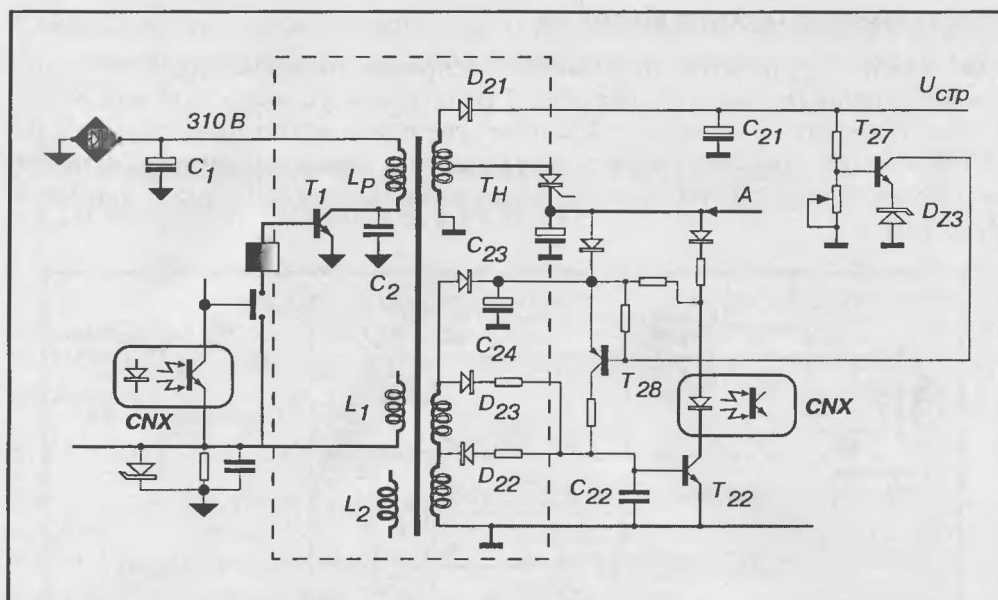 D21
Uстр
310 В
C21
T27
C1
LP
T1
TH
A
DZ3
C23
C2
C24
CNX
L1
D23
T28
CNX
D22
C22
T22
L2